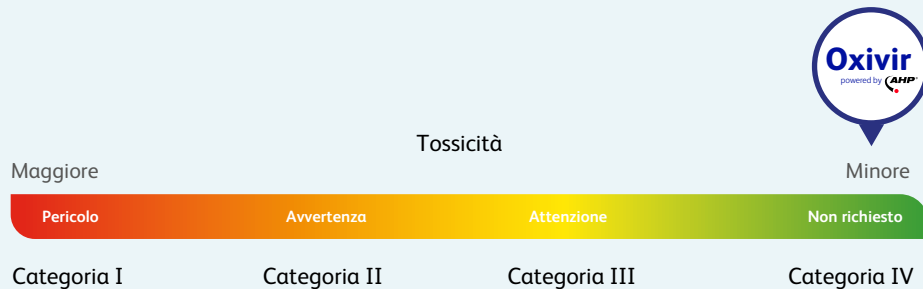 Oxivir
powered by AHP
Tossicità
Maggiore Minore
Pericolo Avvertenza Attenzione Non richiesto
Categoria I Categoria II Categoria III Categoria IV